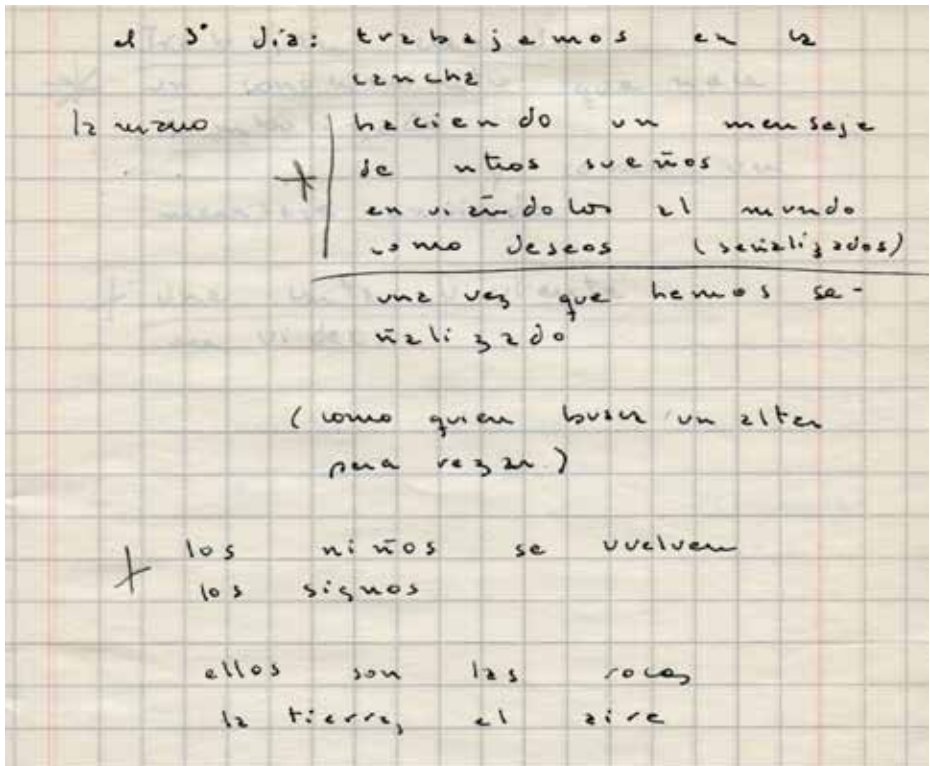 el 3° día: trabajamos en la
cancha
la mano
haciendo un mensaje
de ntros sueños
enviándolos al mundo
como deseos (señalizados)
una vez que hemos se-
ñalizado
(como quien busca un altar
para rezar)
los niños se vuelven
los signos
ellos son las rocas,
la tierra, el aire